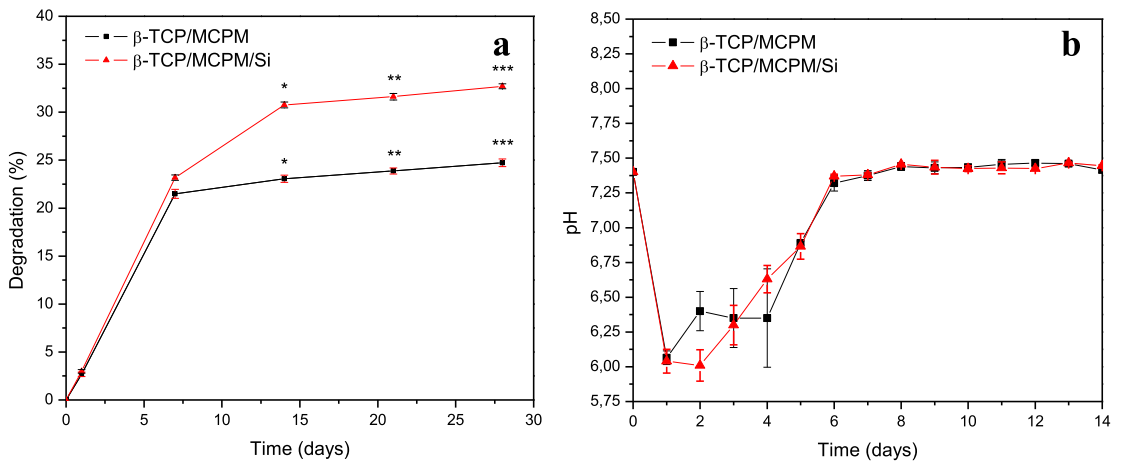 a
β-TCP/MCPM
β-TCP/MCPM/Si
Degradation (%)
40
35
30
25
20
15
10
5
0
* ** ***
* ** ***
0 5 10 15 20 25 30
Time (days)
b
β-TCP/MCPM
β-TCP/MCPM/Si
pH
8,50
8,25
8,00
7,75
7,50
7,25
7,00
6,75
6,50
6,25
6,00
5,75
0 2 4 6 8 10 12 14
Time (days)